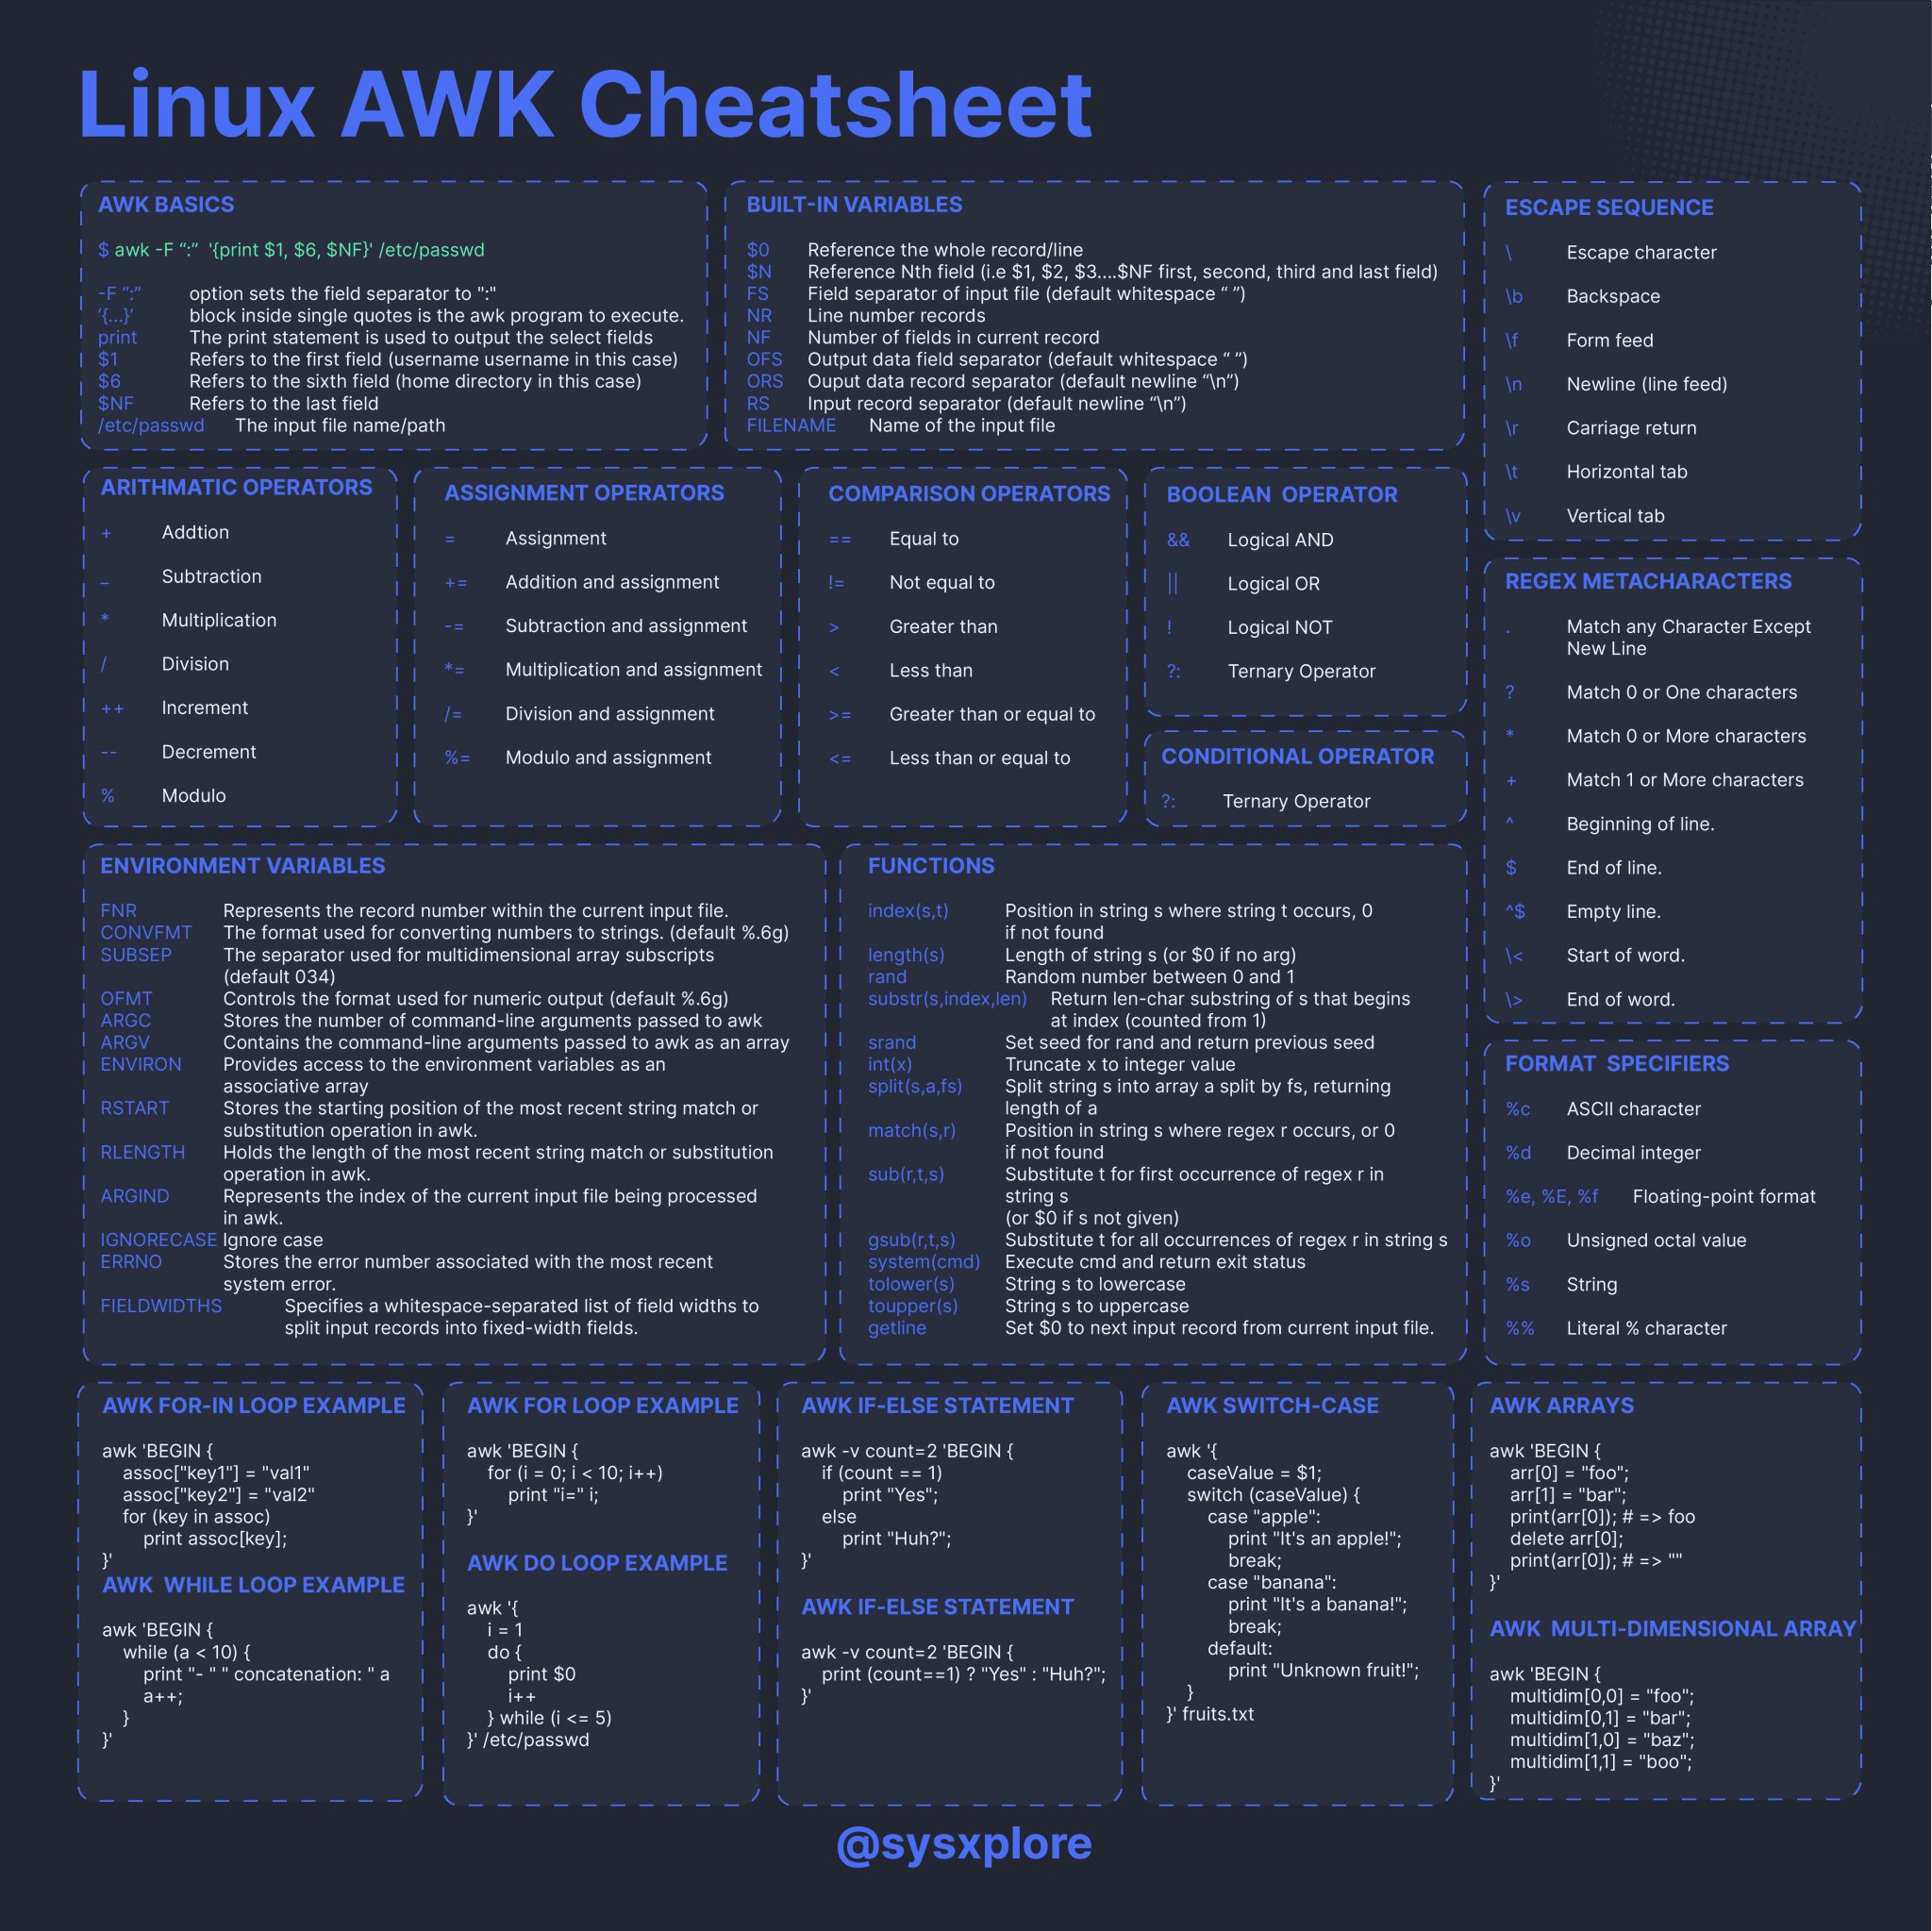 Linux AWK Cheatsheet
AWK BASICS
$ awk -F “:”  '{print $1, $6, $NF}' /etc/passwd
-F “:” option sets the field separator to ":"
‘{...}’ block inside single quotes is the awk program to execute.
print The print statement is used to output the select fields
$1 Refers to the first field (username username in this case)
$6 Refers to the sixth field (home directory in this case)
$NF Refers to the last field
/etc/passwd The input file name/path
BUILT-IN VARIABLES
$0 Reference the whole record/line
$N Reference Nth field (i.e $1, $2, $3....$NF first, second, third and last field)
FS Field separator of input file (default whitespace “ ”)
NR Line number records
NF Number of fields in current record
OFS Output data field separator (default whitespace “ ”)
ORS Ouput data record separator (default newline “\n”)
RS Input record separator (default newline “\n”)
FILENAME Name of the input file
ESCAPE SEQUENCE
\ Escape character
\b Backspace
\f Form feed
\n Newline (line feed)
\r Carriage return
\t Horizontal tab
\v Vertical tab
ARITHMATIC OPERATORS
+ Addtion
_ Subtraction
* Multiplication
/ Division
++ Increment
-- Decrement
% Modulo
ASSIGNMENT OPERATORS
= Assignment
+= Addition and assignment
-= Subtraction and assignment
*= Multiplication and assignment
/= Division and assignment
%= Modulo and assignment
COMPARISON OPERATORS
== Equal to
!= Not equal to
> Greater than
< Less than
>= Greater than or equal to
<= Less than or equal to
BOOLEAN  OPERATOR
&& Logical AND
|| Logical OR
! Logical NOT
?: Ternary Operator
CONDITIONAL OPERATOR
?: Ternary Operator
REGEX METACHARACTERS
. Match any Character Except
New Line
? Match 0 or One characters
* Match 0 or More characters
+ Match 1 or More characters
^ Beginning of line.
$ End of line.
^$ Empty line.
\< Start of word.
\> End of word.
ENVIRONMENT VARIABLES
FNR Represents the record number within the current input file.
CONVFMT The format used for converting numbers to strings. (default %.6g)
SUBSEP The separator used for multidimensional array subscripts
(default 034)
OFMT Controls the format used for numeric output (default %.6g)
ARGC Stores the number of command-line arguments passed to awk
ARGV Contains the command-line arguments passed to awk as an array
ENVIRON Provides access to the environment variables as an
associative array
RSTART Stores the starting position of the most recent string match or
substitution operation in awk.
RLENGTH Holds the length of the most recent string match or substitution
operation in awk.
ARGIND Represents the index of the current input file being processed
in awk.
IGNORECASE Ignore case
ERRNO Stores the error number associated with the most recent
system error.
FIELDWIDTHS Specifies a whitespace-separated list of field widths to
split input records into fixed-width fields.
FUNCTIONS
index(s,t) Position in string s where string t occurs, 0
if not found
length(s) Length of string s (or $0 if no arg)
rand Random number between 0 and 1
substr(s,index,len) Return len-char substring of s that begins
at index (counted from 1)
srand Set seed for rand and return previous seed
int(x) Truncate x to integer value
split(s,a,fs) Split string s into array a split by fs, returning
length of a
match(s,r) Position in string s where regex r occurs, or 0
if not found
sub(r,t,s) Substitute t for first occurrence of regex r in
string s
(or $0 if s not given)
gsub(r,t,s) Substitute t for all occurrences of regex r in string s
system(cmd) Execute cmd and return exit status
tolower(s) String s to lowercase
toupper(s) String s to uppercase
getline Set $0 to next input record from current input file.
FORMAT  SPECIFIERS
%c ASCII character
%d Decimal integer
%e, %E, %f Floating-point format
%o Unsigned octal value
%s String
%% Literal % character
AWK FOR-IN LOOP EXAMPLE
awk 'BEGIN {
assoc["key1"] = "val1"
assoc["key2"] = "val2"
for (key in assoc)
print assoc[key];
}'
AWK  WHILE LOOP EXAMPLE
awk 'BEGIN {
while (a < 10) {
print "- " " concatenation: " a
a++;
}
}'
AWK FOR LOOP EXAMPLE
awk 'BEGIN {
for (i = 0; i < 10; i++)
print "i=" i;
}'
AWK DO LOOP EXAMPLE
awk '{
i = 1
do {
print $0
i++
} while (i <= 5)
}' /etc/passwd
AWK IF-ELSE STATEMENT
awk -v count=2 'BEGIN {
if (count == 1)
print "Yes";
else
print "Huh?";
}'
AWK IF-ELSE STATEMENT
awk -v count=2 'BEGIN {
print (count==1) ? "Yes" : "Huh?";
}'
AWK SWITCH-CASE
awk '{
caseValue = $1;
switch (caseValue) {
case "apple":
print "It's an apple!";
break;
case "banana":
print "It's a banana!";
break;
default:
print "Unknown fruit!";
}
}' fruits.txt
AWK ARRAYS
awk 'BEGIN {
arr[0] = "foo";
arr[1] = "bar";
print(arr[0]); # => foo
delete arr[0];
print(arr[0]); # => ""
}'
AWK  MULTI-DIMENSIONAL ARRAY
awk 'BEGIN {
multidim[0,0] = "foo";
multidim[0,1] = "bar";
multidim[1,0] = "baz";
multidim[1,1] = "boo";
}'
@sysxplore